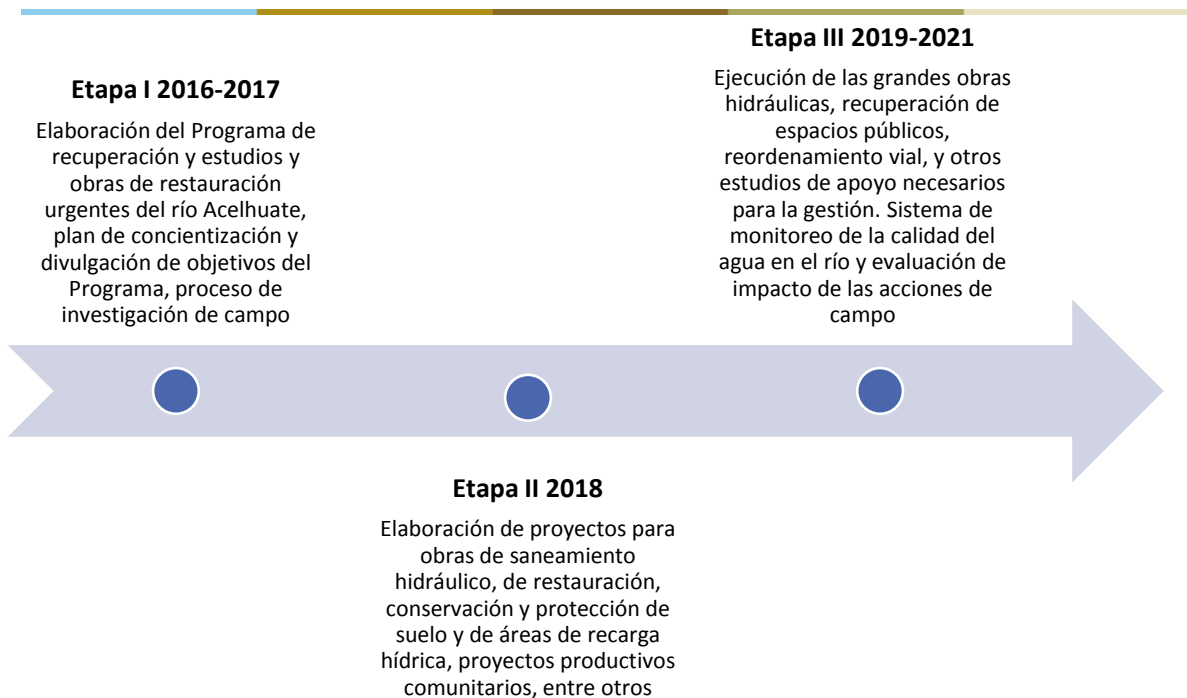 Etapa I 2016-2017
Elaboración del Programa de
recuperación y estudios y
obras de restauración
urgentes del río Acelhuate,
plan de concientización y
divulgación de objetivos del
Programa, proceso de
investigación de campo
Etapa II 2018
Elaboración de proyectos para
obras de saneamiento
hidráulico, de restauración,
conservación y protección de
suelo y de áreas de recarga
hídrica, proyectos productivos
comunitarios, entre otros
Etapa III 2019-2021
Ejecución de las grandes obras
hidráulicas, recuperación de
espacios públicos,
reordenamiento vial, y otros
estudios de apoyo necesarios
para la gestión. Sistema de
monitoreo de la calidad del
agua en el río y evaluación de
impacto de las acciones de
campo